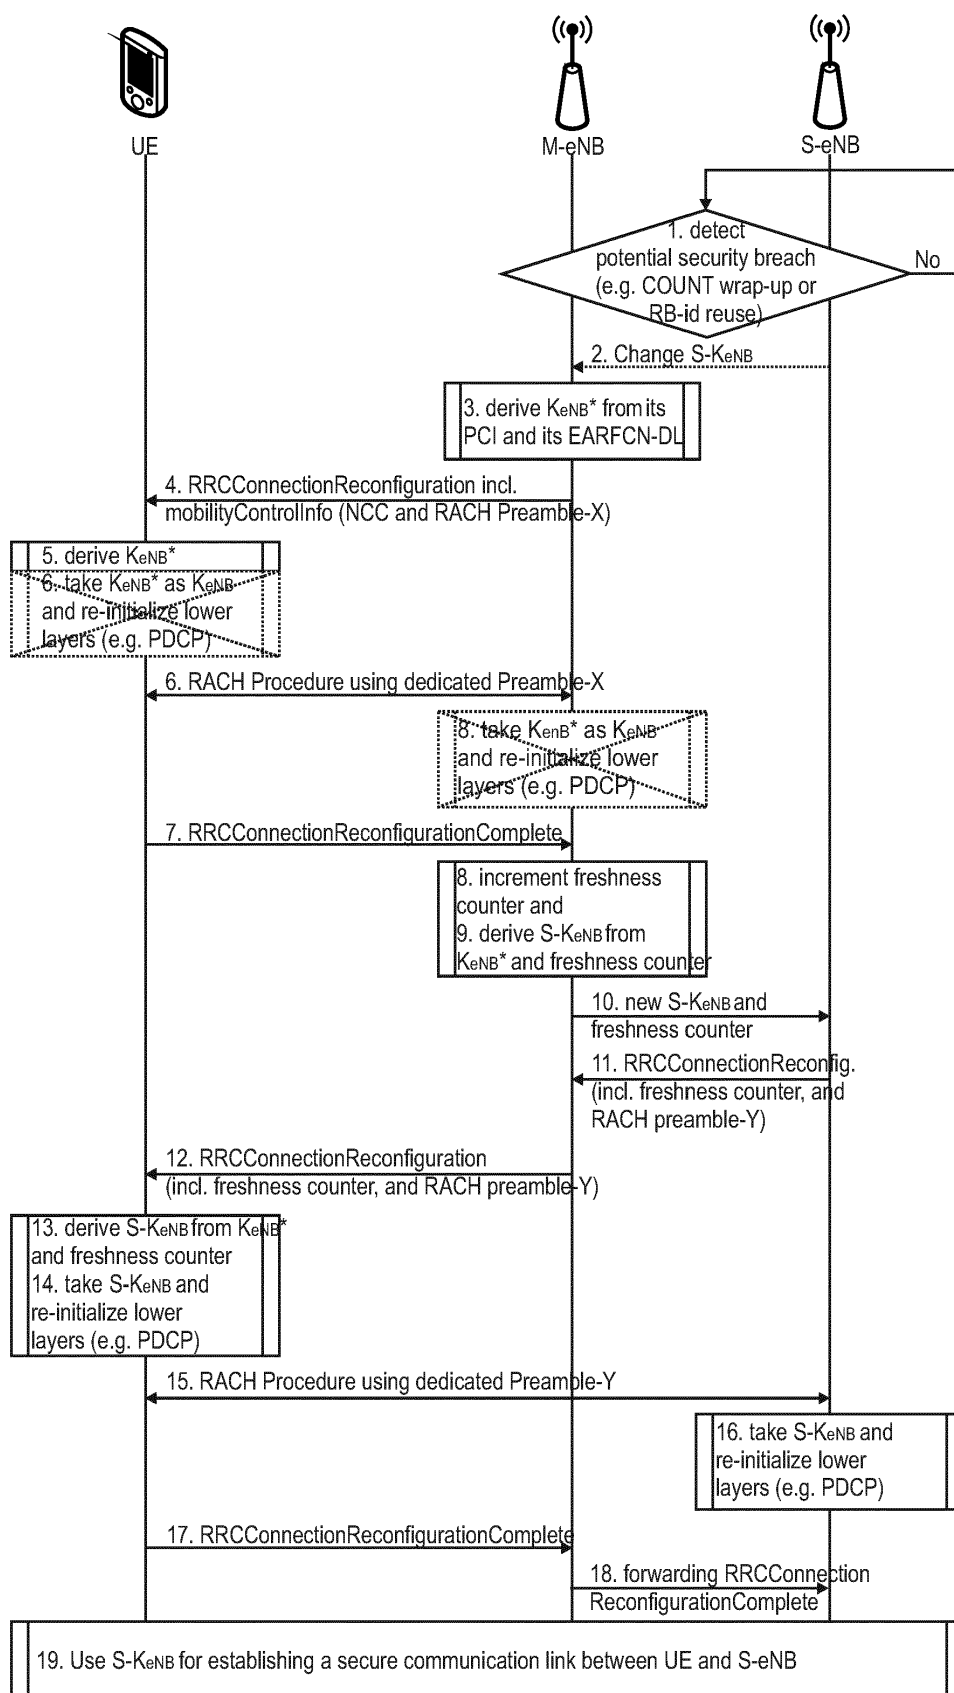 UE
M-eNB
S-eNB
1. detect
potential security breach
(e.g. COUNT wrap-up or
RB-id reuse)
No
2. Change S-KeNB
3. derive KeNB* from its
PCI and its EARFCN-DL
4. RRCConnectionReconfiguration incl.
mobilityControlInfo (NCC and RACH Preamble-X)
5. derive KeNB*
6. take KeNB* as KeNB
and re-initialize lower
layers (e.g. PDCP)
6. RACH Procedure using dedicated Preamble-X
8. take KenB* as KeNB
and re-initialize lower
layers (e.g. PDCP)
7. RRCConnectionReconfigurationComplete
8. increment freshness
counter and
9. derive S-KeNB from
KeNB* and freshness counter
10. new S-KeNB and
freshness counter
11. RRCConnectionReconfig.
(incl. freshness counter, and
RACH preamble-Y)
12. RRCConnectionReconfiguration
(incl. freshness counter, and RACH preamble-Y)
13. derive S-KeNB from KeNB*
and freshness counter
14. take S-KeNB and
re-initialize lower
layers (e.g. PDCP)
15. RACH Procedure using dedicated Preamble-Y
16. take S-KeNB and
re-initialize lower
layers (e.g. PDCP)
17. RRCConnectionReconfigurationComplete
18. forwarding RRCConnection
ReconfigurationComplete
19. Use S-KeNB for establishing a secure communication link between UE and S-eNB